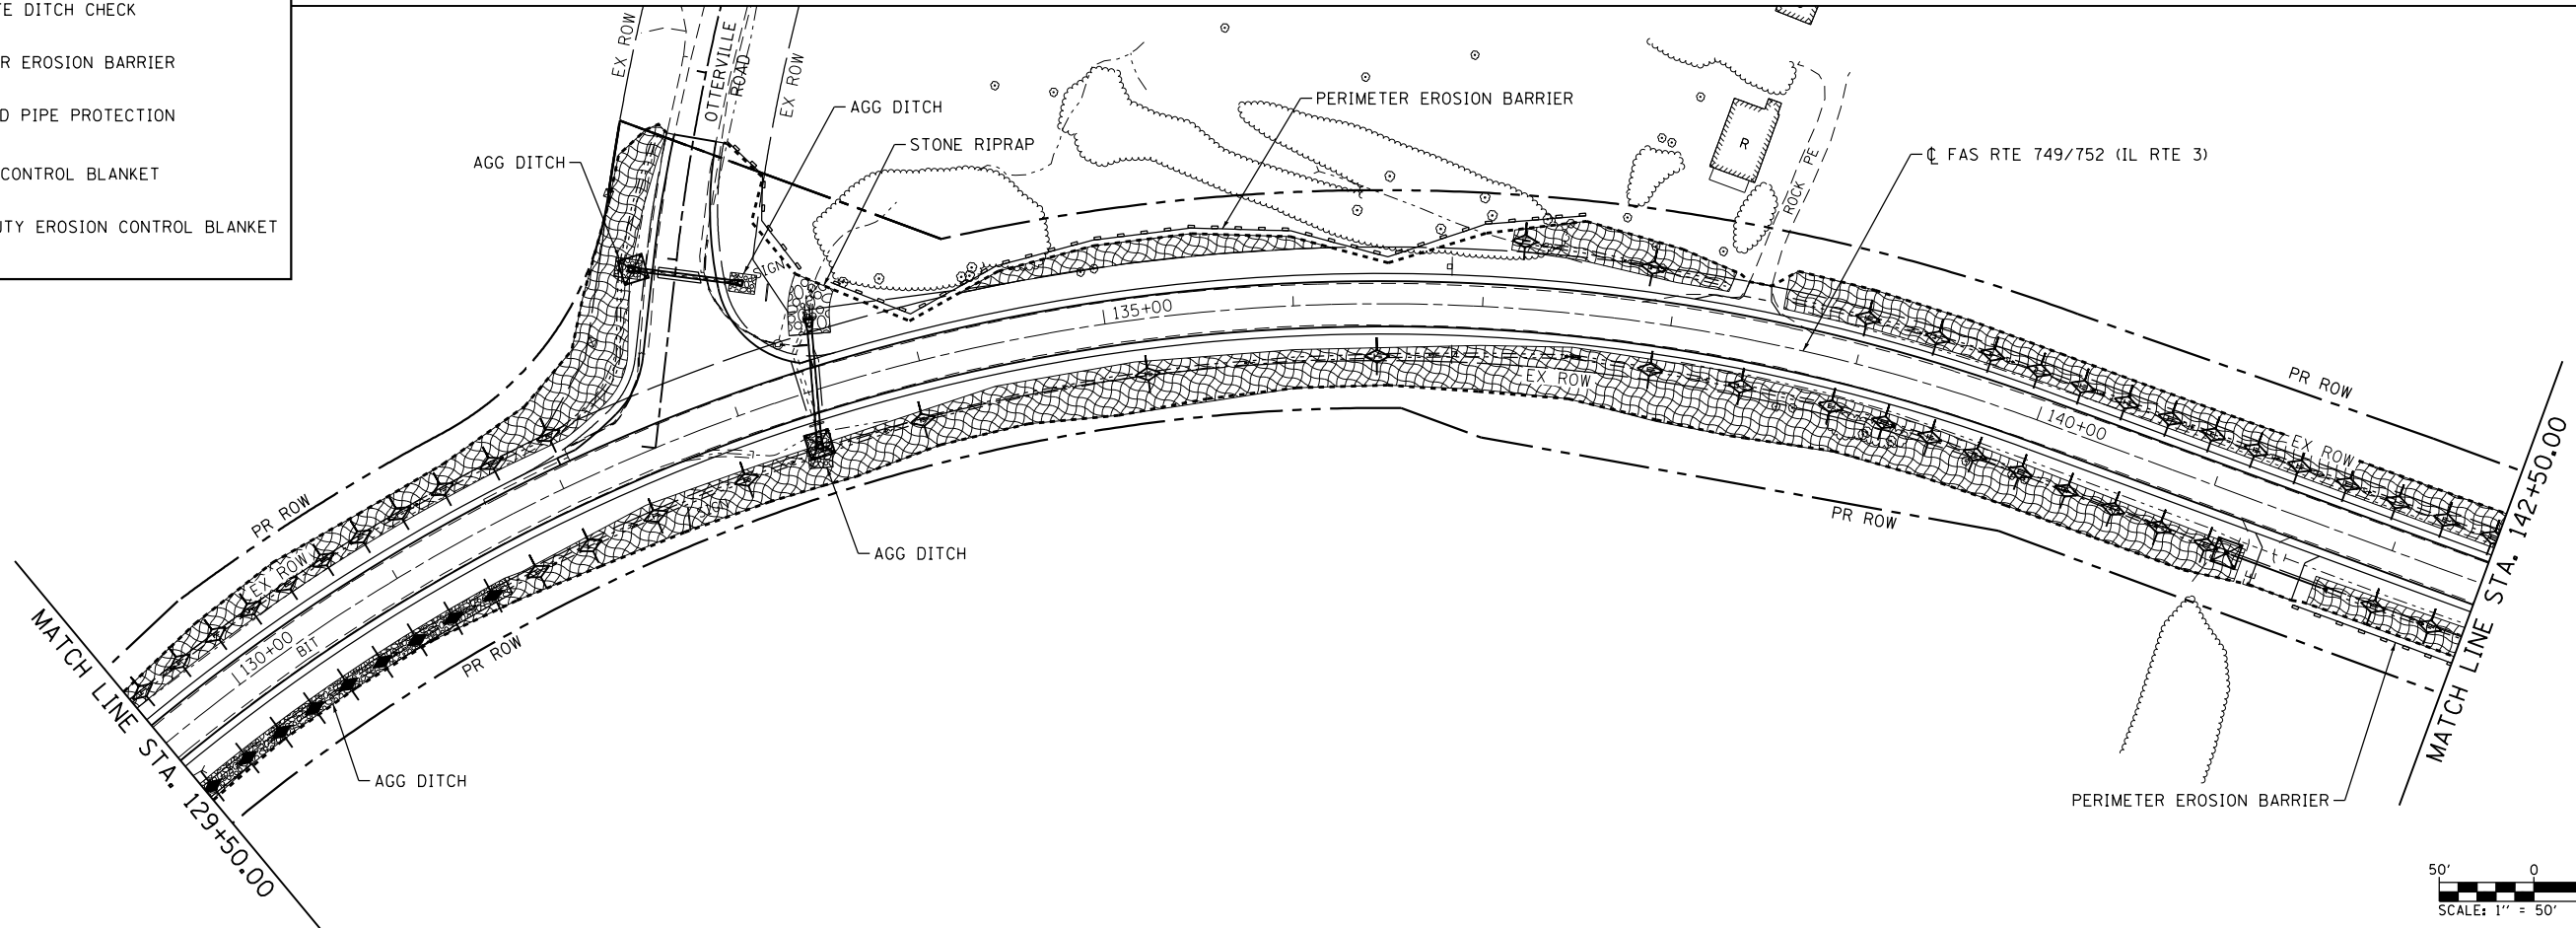 DITCH CHECK
EROSION BARRIER
PIPE PROTECTION
CONTROL BLANKET
EROSION CONTROL BLANKET
EX ROW
OTTERVILLE
ROAD
EX ROW
AGG DITCH
AGG DITCH
STONE RIPRAP
PERIMETER EROSION BARRIER
R
ROCK PE
℄ FAS RTE 749/752 (IL RTE 3)
SIGN
135+00
EX ROW
140+00
PR ROW
EX ROW
PR ROW
PR ROW
EX ROW
130+00
BIT
PR ROW
AGG DITCH
AGG DITCH
MATCH LINE STA. 129+50.00
MATCH LINE STA. 142+50.00
PERIMETER EROSION BARRIER
50' 0
SCALE: 1" = 50'